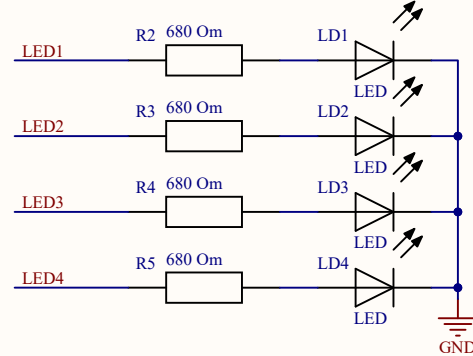 R2 680 Om LD1
LED1
LED
R3 680 Om LD2
LED2
LED
R4 680 Om LD3
LED3
LED
R5 680 Om LD4
LED4
LED
GND